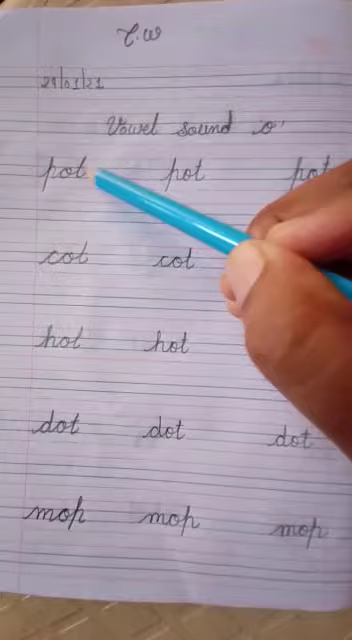 C.W
29/01/21
Vowel sound 'o'
pot pot pot
cot cot
hot hot
dot dot dot
mop mop mop